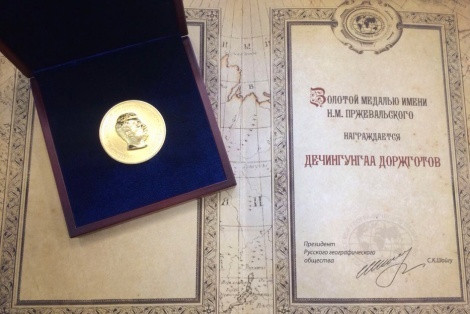 Золотой медалью имени
Н.М. Пржевальского
награждается
Дечингунгаа Доржготов
Президент
Русского географического
общества
С.К.Шойгу